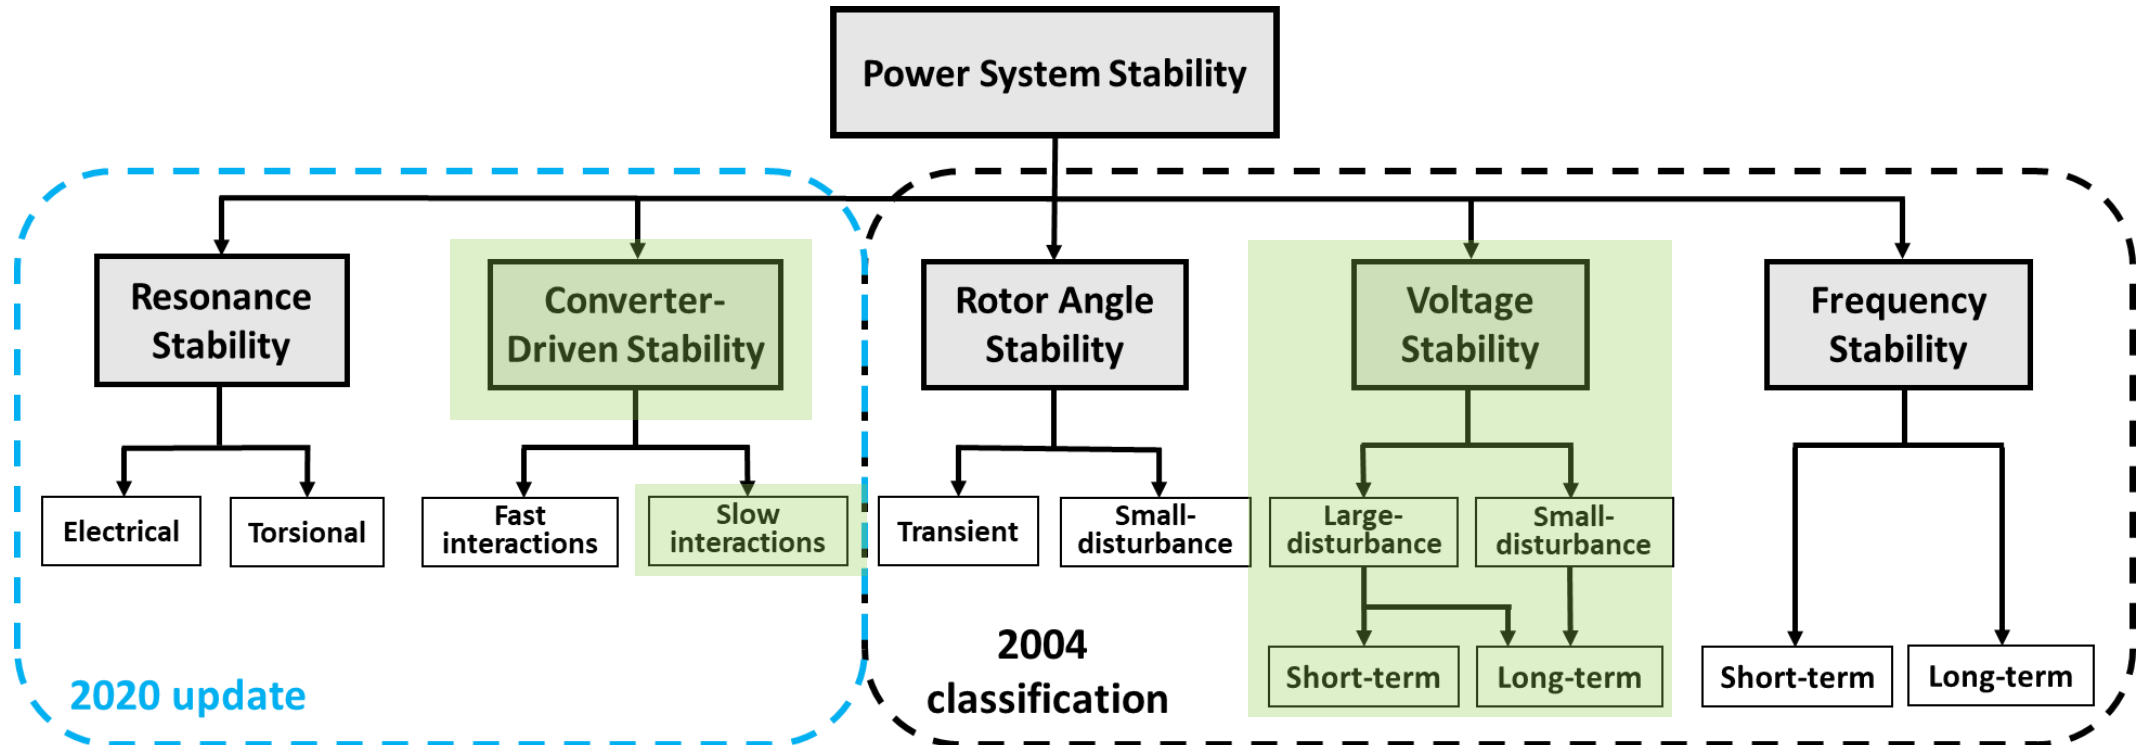 Power System Stability
Resonance
Stability
Converter-
Driven Stability
Rotor Angle
Stability
Voltage
Stability
Frequency
Stability
Electrical
Torsional
Fast
interactions
Slow
interactions
Transient
Small-
disturbance
Large-
disturbance
Small-
disturbance
Short-term
Long-term
Short-term
Long-term
2020 update
2004
classification